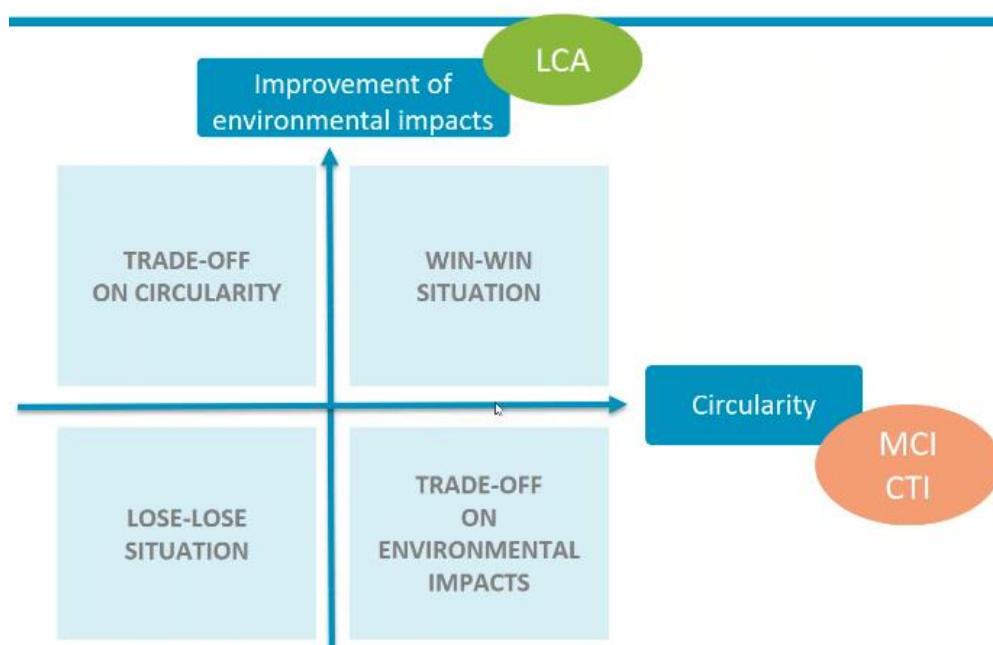 LCA
Improvement of
environmental impacts
TRADE-OFF
ON CIRCULARITY
WIN-WIN
SITUATION
Circularity
MCI
CTI
LOSE-LOSE
SITUATION
TRADE-OFF
ON
ENVIRONMENTAL
IMPACTS